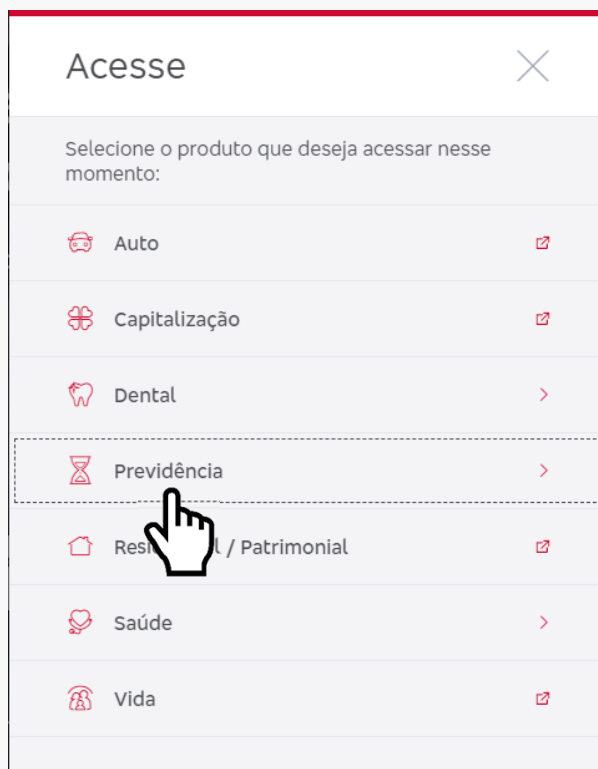 Acesse
Selecione o produto que deseja acessar nesse
momento:
Auto
Capitalização
Dental
Previdência
/ Patrimonial
Saúde
Vida